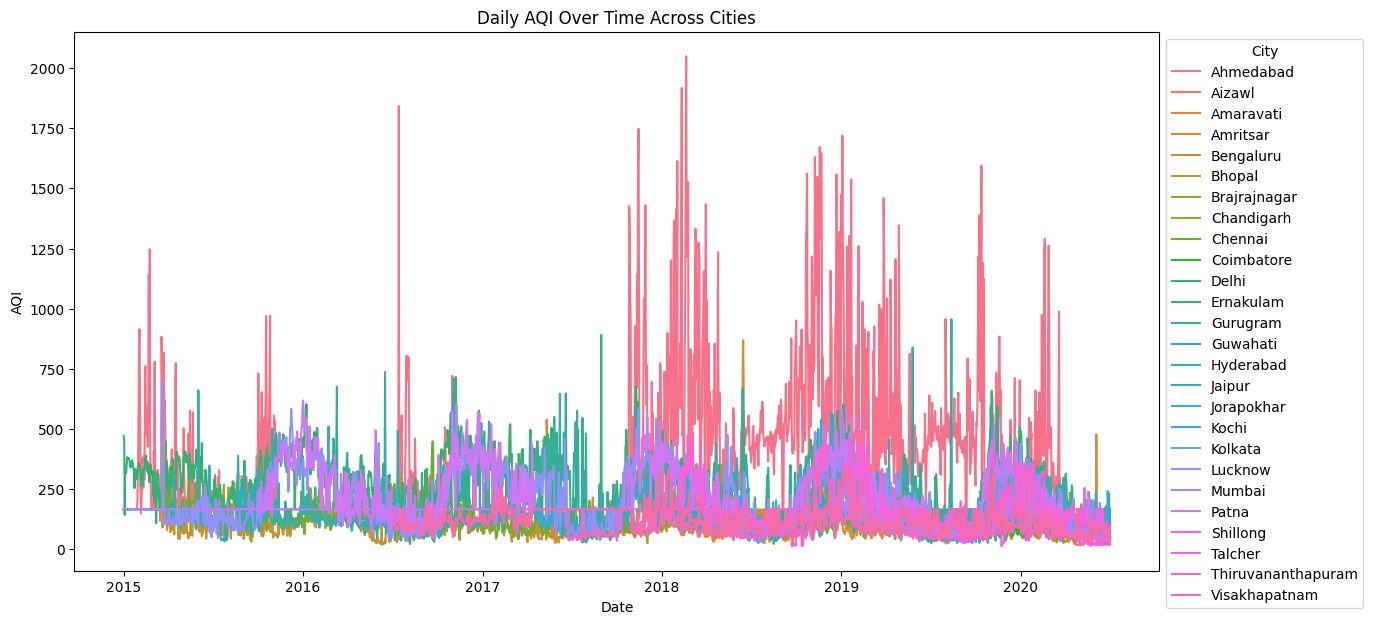 Daily AQI Over Time Across Cities
AQI
2000
1750
1500
1250
1000
750
500
250
0
2015
2016
2017
2018
2019
2020
Date
City
Ahmedabad
Aizawl
Amaravati
Amritsar
Bengaluru
Bhopal
Brajrajnagar
Chandigarh
Chennai
Coimbatore
Delhi
Ernakulam
Gurugram
Guwahati
Hyderabad
Jaipur
Jorapokhar
Kochi
Kolkata
Lucknow
Mumbai
Patna
Shillong
Talcher
Thiruvananthapuram
Visakhapatnam